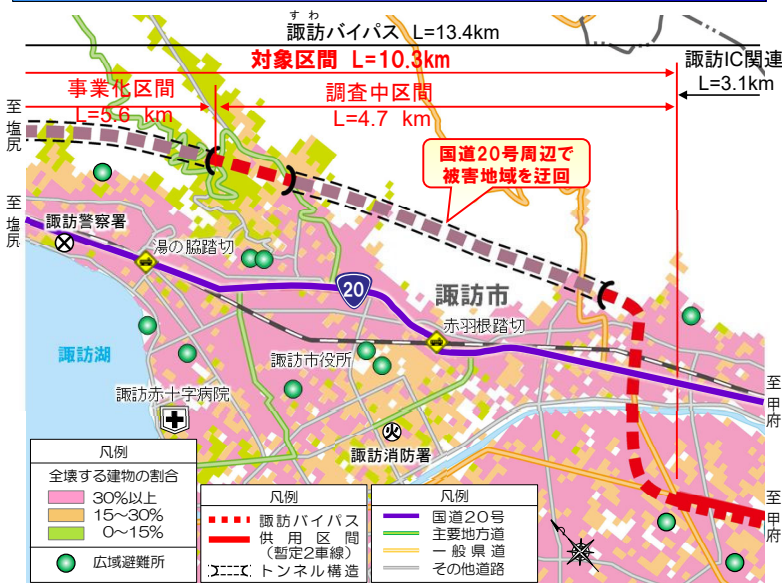 すわ
諏訪バイパス L=13.4km
対象区間 L=10.3km
諏訪IC関連
L=3.1km
事業化区間
L=5.6 km
調査中区間
L=4.7 km
至塩尻
国道20号周辺で
被害地域を迂回
至塩尻
諏訪警察署
湯の脇踏切
20
諏訪市
赤羽根踏切
諏訪湖
諏訪市役所
諏訪赤十字病院
火
諏訪消防署
至甲府
至甲府
凡例
全壊する建物の割合
30%以上
15~30%
0~15%
広域避難所
凡例
諏訪バイパス
供用区間
(暫定2車線)
トンネル構造
凡例
国道20号
主要地方道
一般県道
その他道路